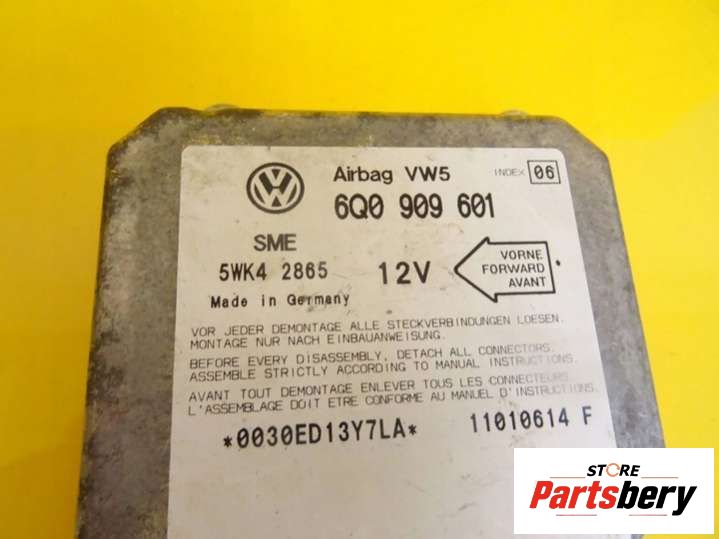 Airbag VW5
INDEX 06
6Q0 909 601
SME
5WK4 2865
12V
VORNE
FORWARD
AVANT
Made in Germany
VOR JEDER DEMONTAGE ALLE STECKVERBINDUNGEN LOESEN.
MONTAGE NUR NACH EINBAUANWEISUNG.
BEFORE EVERY DISASSEMBLY, DETACH ALL CONNECTORS.
ASSEMBLE STRICTLY ACCORDING TO MANUAL INSTRUCTIONS.
AVANT TOUT DEMONTAGE ENLEVER TOUS LES CONNECTEURS.
L'ASSEMBLAGE DOIT ETRE CONFORME AU MANUEL D'INSTRUCTIONS.
*0030ED13Y7LA*
11010614 F
STORE
Partsbery